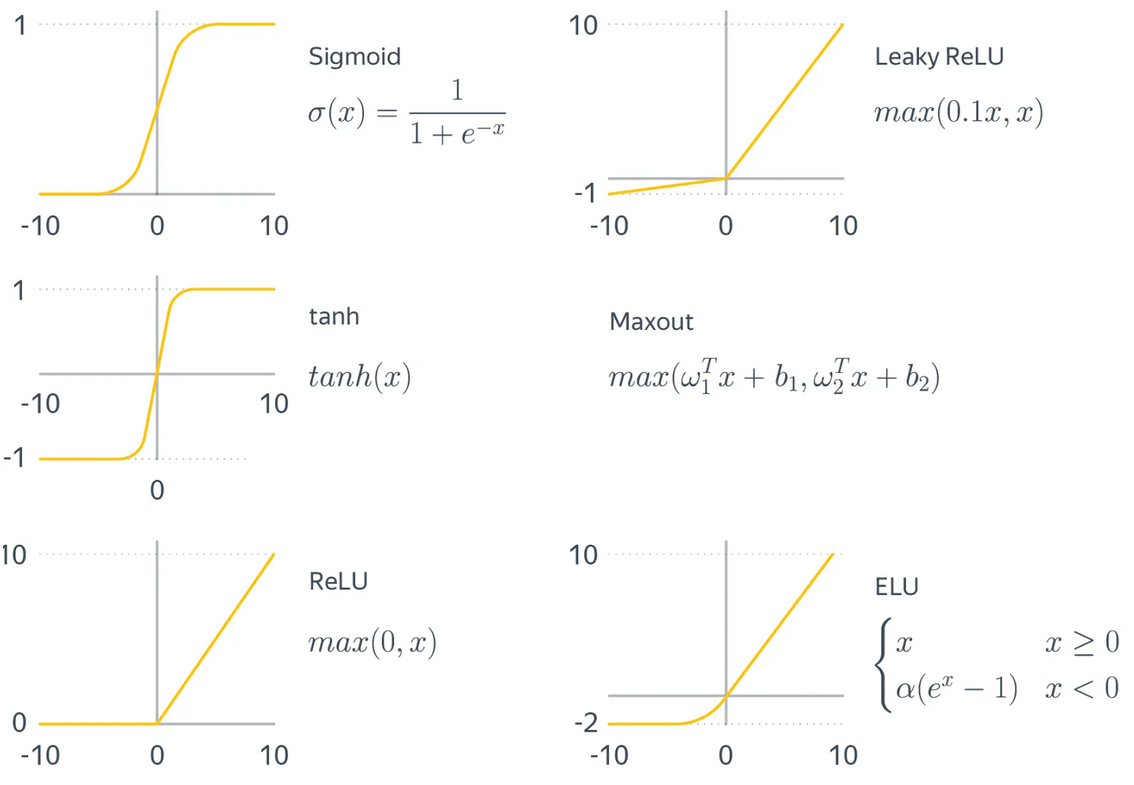 1
Sigmoid
σ(x) = 1 / (1 + e^{−x})
-10 0 10
10
Leaky ReLU
max(0.1x, x)
-1
-10 0 10
1
tanh
tanh(x)
-10 10
-1
0
Maxout
max(ω_1^T x + b_1, ω_2^T x + b_2)
10
ReLU
max(0, x)
0
-10 0 10
10
ELU
{ x x ≥ 0
α(e^x − 1) x < 0
-2
-10 0 10